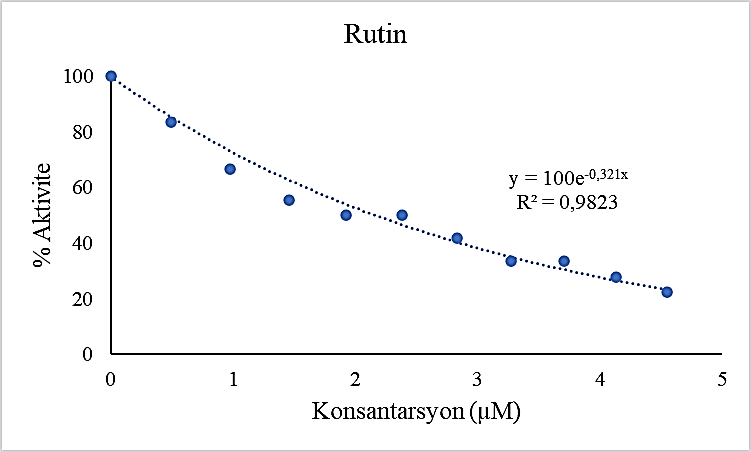 Rutin
100
80
60
40
20
0
% Aktivite
y = 100e-0,321x
R² = 0,9823
0 1 2 3 4 5
Konsantarsyon (µM)